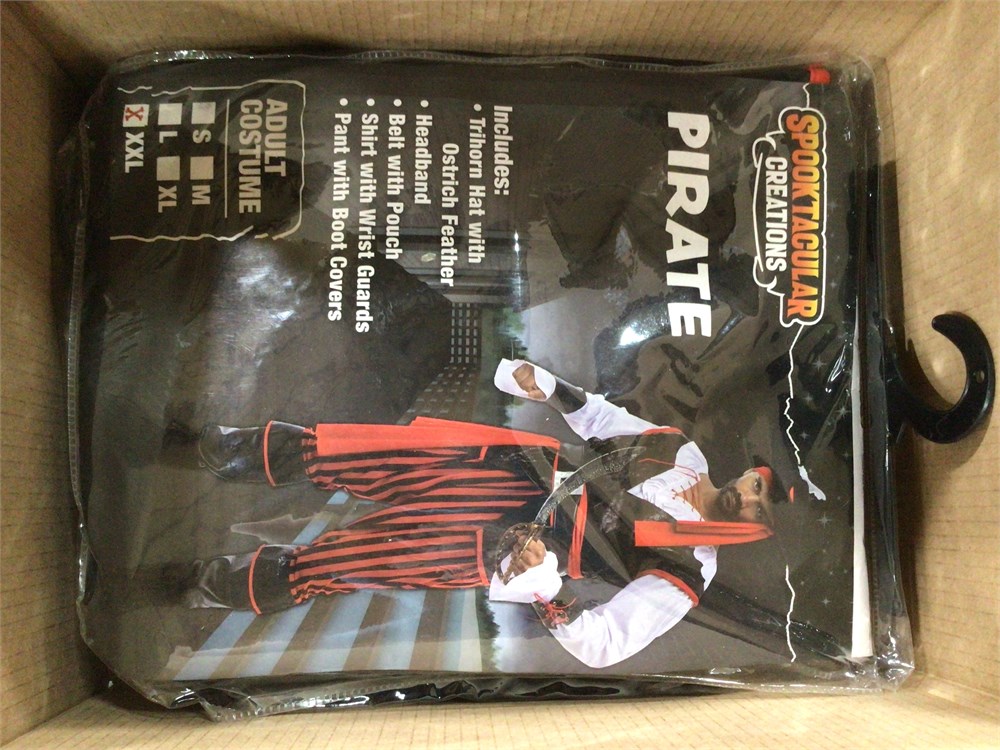 SPOOKTACULAR
CREATIONS
PIRATE
Includes:
• Trihorn Hat with
Ostrich Feather
• Headband
• Belt with Pouch
• Shirt with Wrist Guards
• Pant with Boot Covers
ADULT
COSTUME
S M
L XL
X XXL